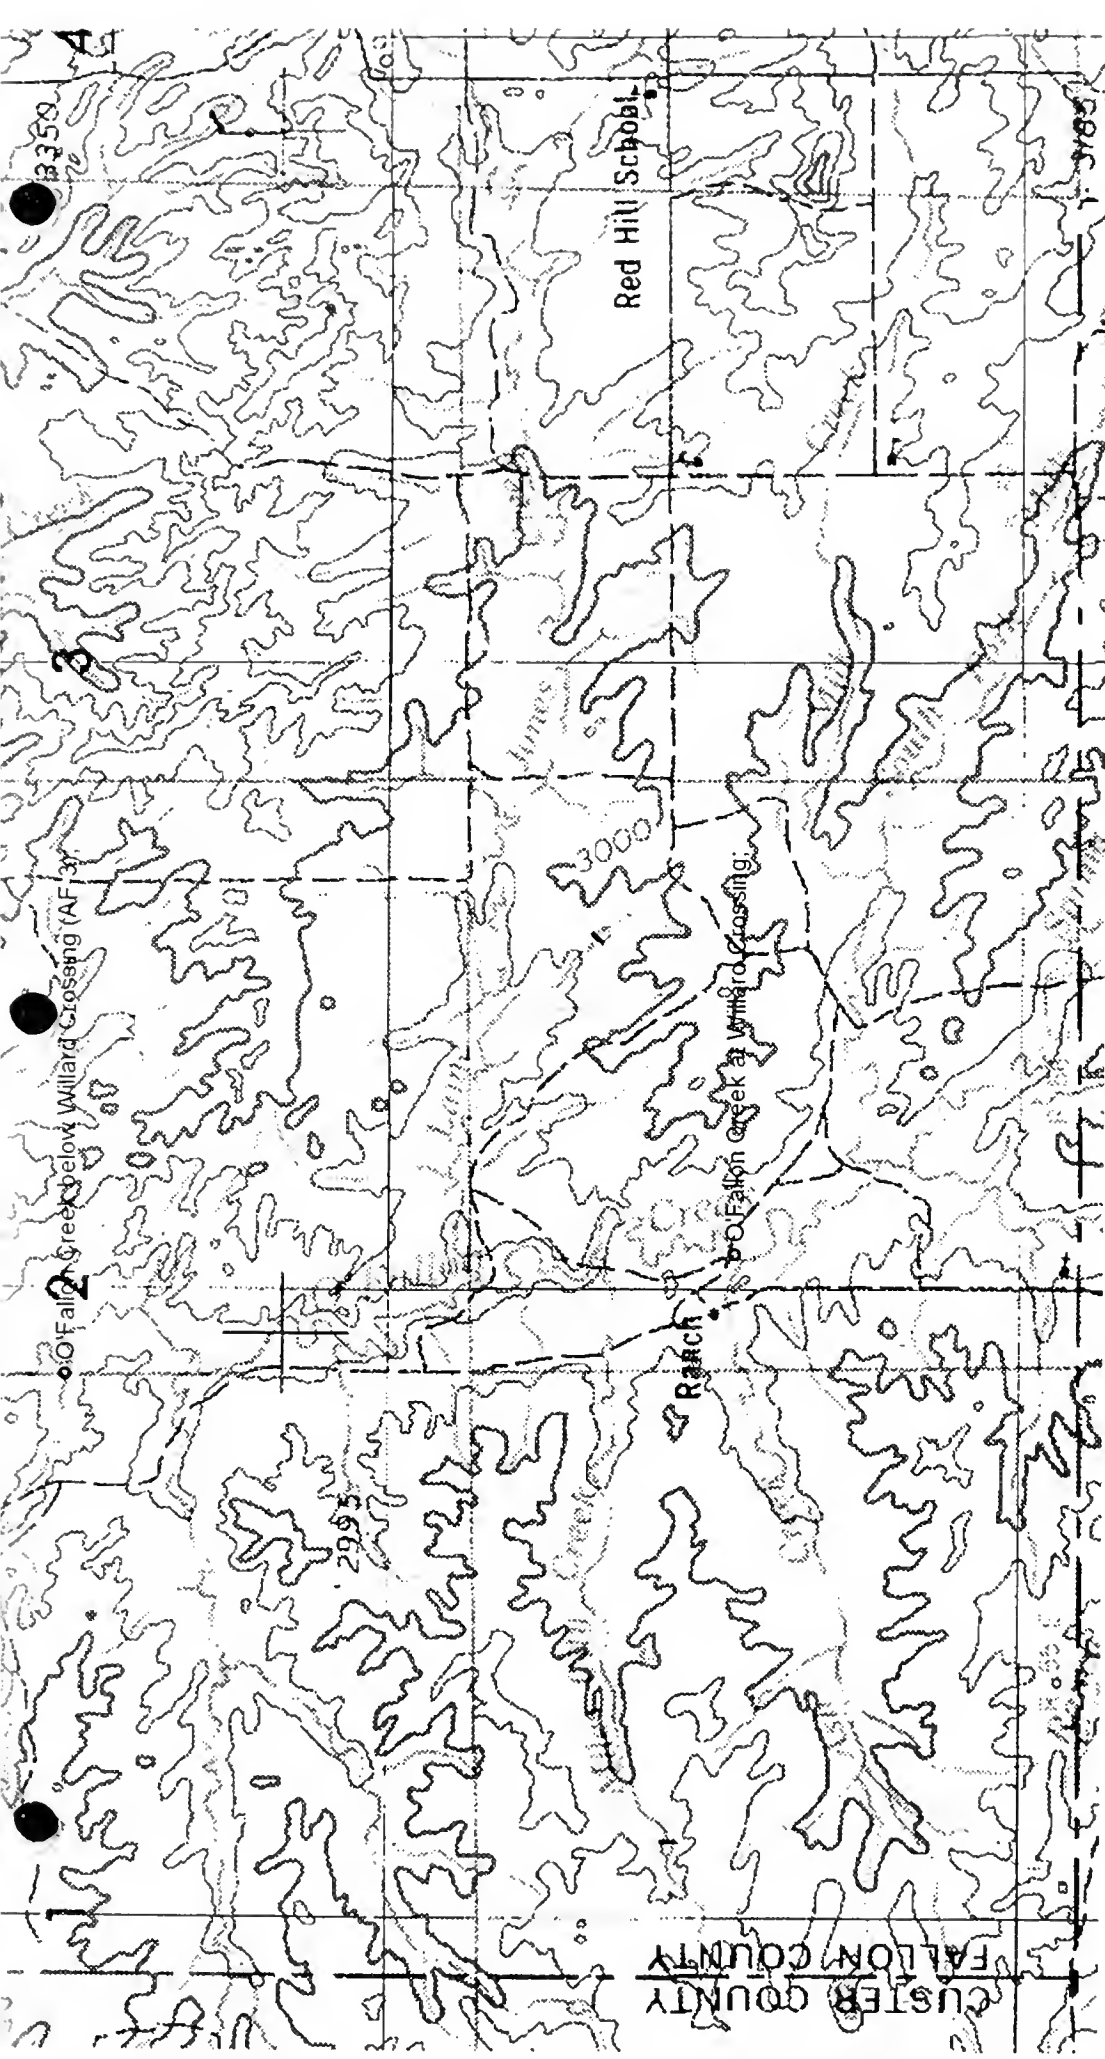 4
3350
Red Hill School
3
3000
O'Fallon Creek below Willard Crossing (AF-3)
O'Fallon Creek at Willard Crossing
2
Ranch
2995
1
FALLON COUNTY
CUSTER COUNTY